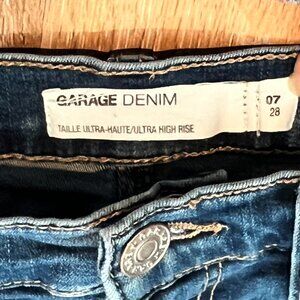 GARAGE DENIM
TAILLE ULTRA-HAUTE/ULTRA HIGH RISE
07
28